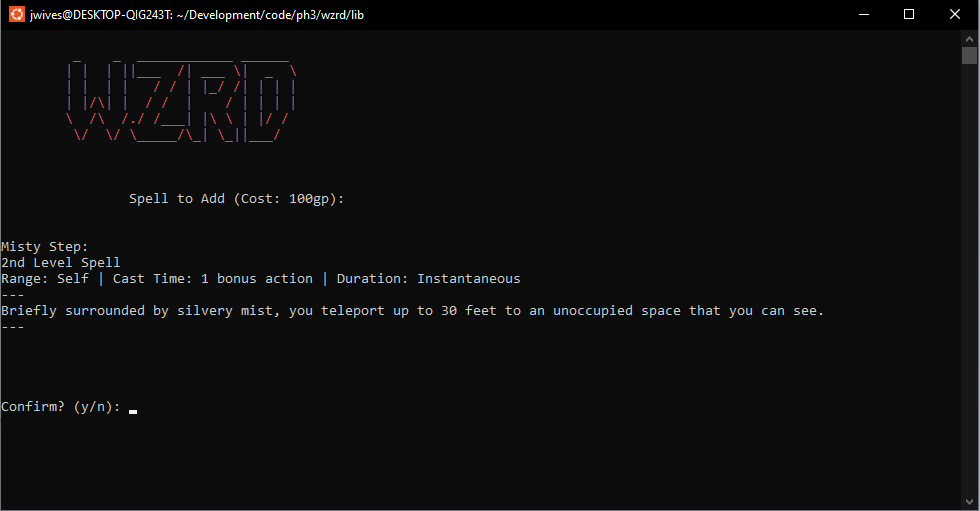 jwives@DESKTOP-QIG243T: ~/Development/code/ph3/wzrd/lib
WZRD
Spell to Add (Cost: 100gp):
Misty Step:
2nd Level Spell
Range: Self | Cast Time: 1 bonus action | Duration: Instantaneous
---
Briefly surrounded by silvery mist, you teleport up to 30 feet to an unoccupied space that you can see.
---
Confirm? (y/n):